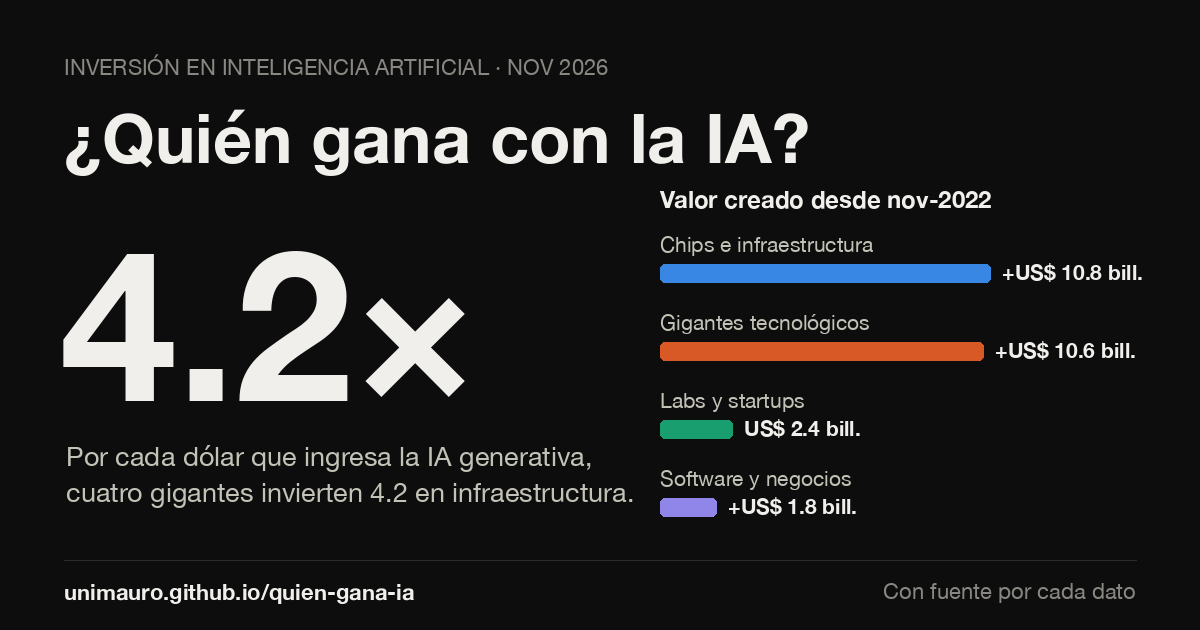 INVERSIÓN EN INTELIGENCIA ARTIFICIAL · NOV 2026
¿Quién gana con la IA?
4.2×
Por cada dólar que ingresa la IA generativa,
cuatro gigantes invierten 4.2 en infraestructura.
Valor creado desde nov-2022
Chips e infraestructura
+US$ 10.8 bill.
Gigantes tecnológicos
+US$ 10.6 bill.
Labs y startups
US$ 2.4 bill.
Software y negocios
+US$ 1.8 bill.
unimauro.github.io/quien-gana-ia
Con fuente por cada dato